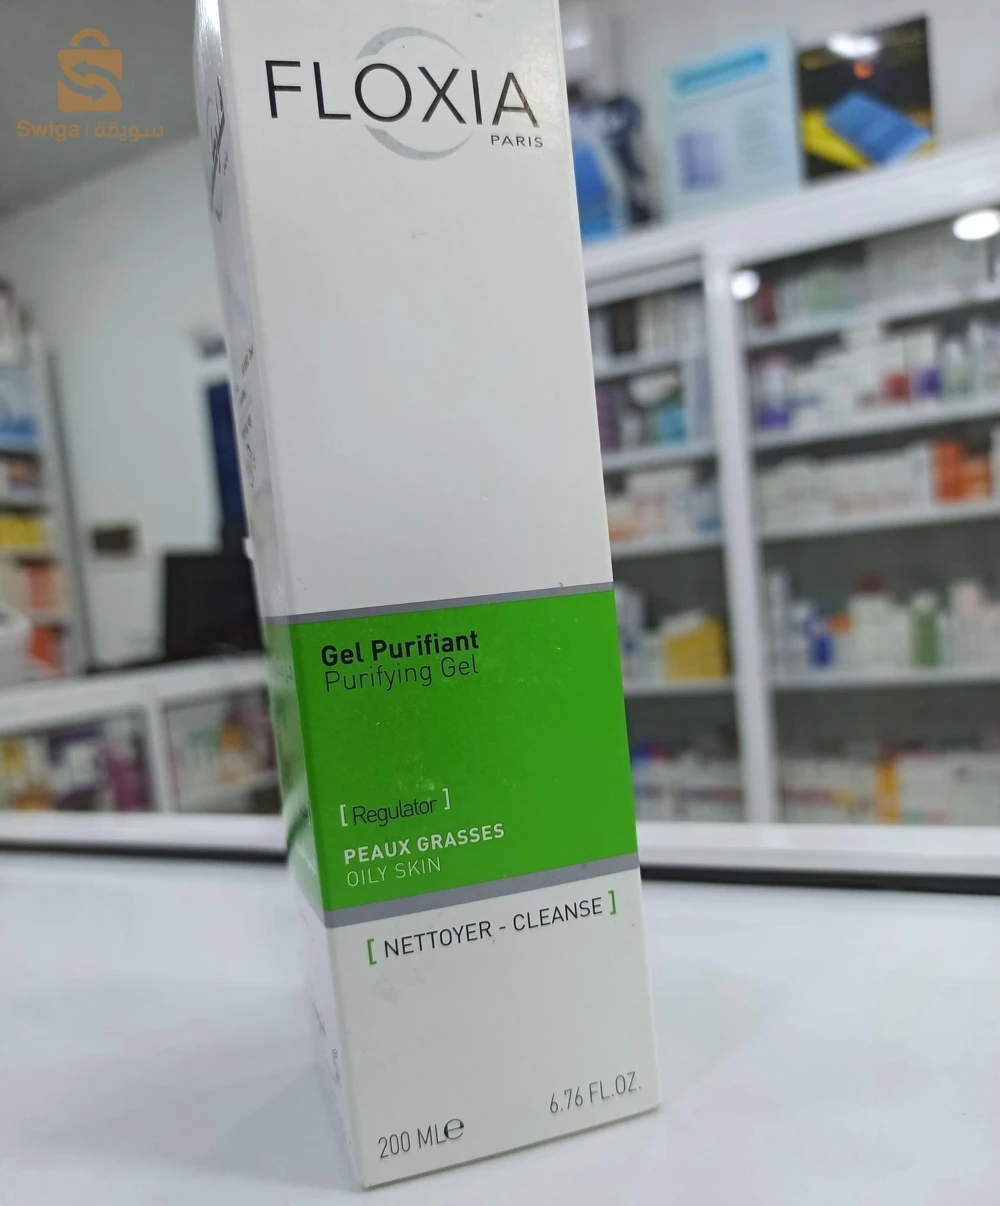 Swiga | سويقة
FLOXIA
PARIS
Gel Purifiant
Purifying Gel
[ Regulator ]
PEAUX GRASSES
OILY SKIN
[ NETTOYER - CLEANSE ]
200 MLe
6.76 FL.OZ.